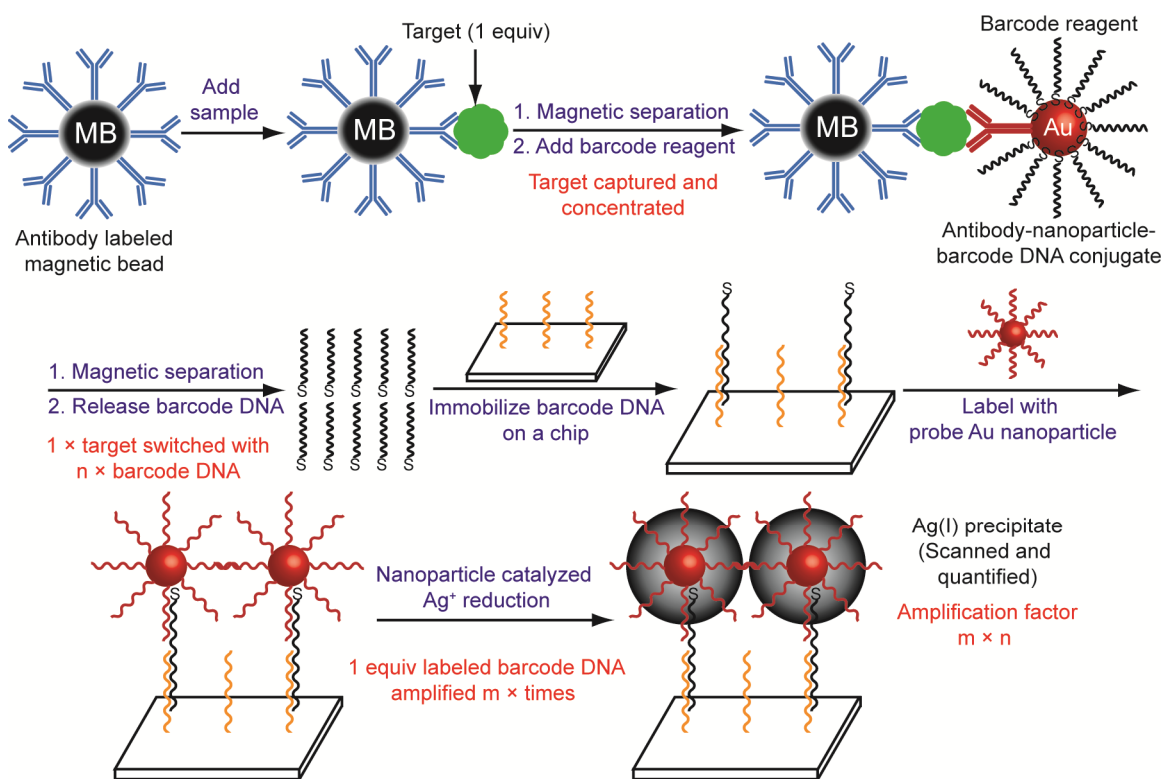 Target (1 equiv)
Barcode reagent
Add
sample
MB
MB
1. Magnetic separation
2. Add barcode reagent
Target captured and
concentrated
MB
S
S
S
S
S
S
S
S
S
S
S
Au
Antibody labeled
magnetic bead
Antibody-nanoparticle-
barcode DNA conjugate
1. Magnetic separation
2. Release barcode DNA
1 × target switched with
n × barcode DNA
S
S
S
S
S
S
S
S
S
S
Immobilize barcode DNA
on a chip
S
S
Label with
probe Au nanoparticle
S
S
Nanoparticle catalyzed
Ag⁺ reduction
1 equiv labeled barcode DNA
amplified m × times
S
S
Ag(I) precipitate
(Scanned and
quantified)
Amplification factor
m × n